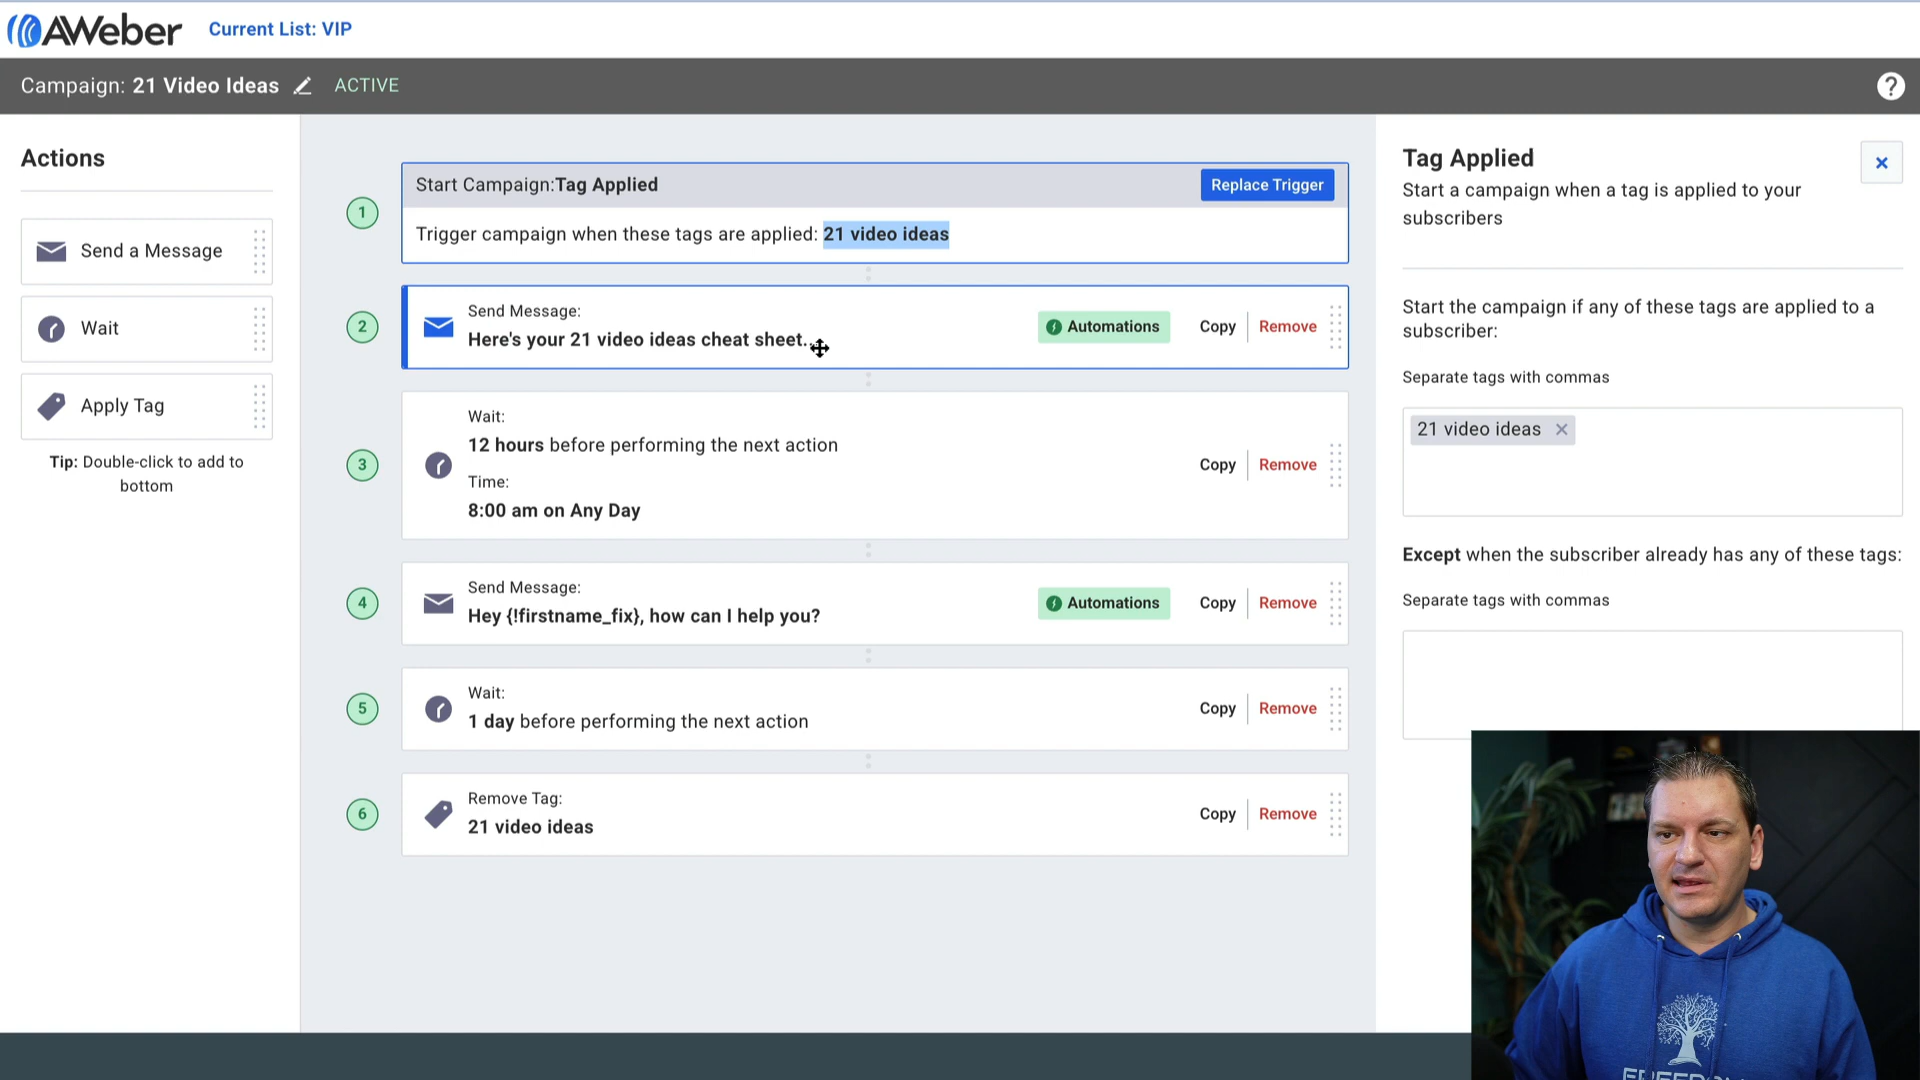 AWeber
Current List: VIP
Campaign: 21 Video Ideas
ACTIVE
?
Actions
Send a Message
Wait
Apply Tag
Tip: Double-click to add to
bottom
1
Start Campaign:Tag Applied
Replace Trigger
Trigger campaign when these tags are applied: 21 video ideas
2
Send Message:
Here's your 21 video ideas cheat sheet...
Automations
Copy
Remove
3
Wait:
12 hours before performing the next action
Time:
8:00 am on Any Day
Copy
Remove
4
Send Message:
Hey {!firstname_fix}, how can I help you?
Automations
Copy
Remove
5
Wait:
1 day before performing the next action
Copy
Remove
6
Remove Tag:
21 video ideas
Copy
Remove
Tag Applied
Start a campaign when a tag is applied to your
subscribers
Start the campaign if any of these tags are applied to a
subscriber:
Separate tags with commas
21 video ideas
Except when the subscriber already has any of these tags:
Separate tags with commas